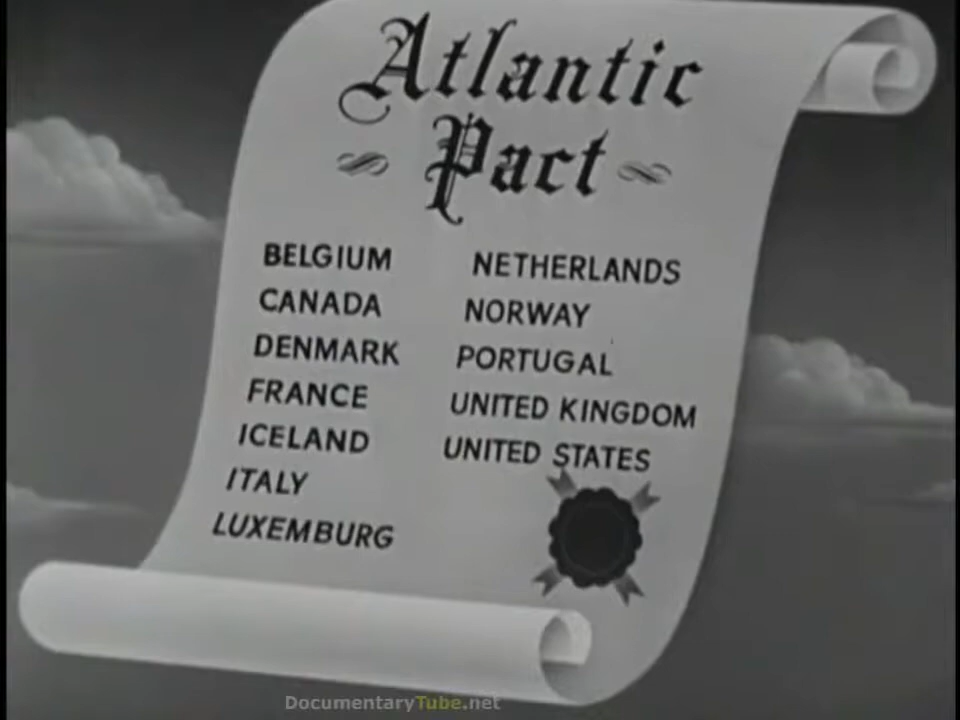 Atlantic
Pact
BELGIUM
CANADA
DENMARK
FRANCE
ICELAND
ITALY
LUXEMBURG
NETHERLANDS
NORWAY
PORTUGAL
UNITED KINGDOM
UNITED STATES
DocumentaryTube.net